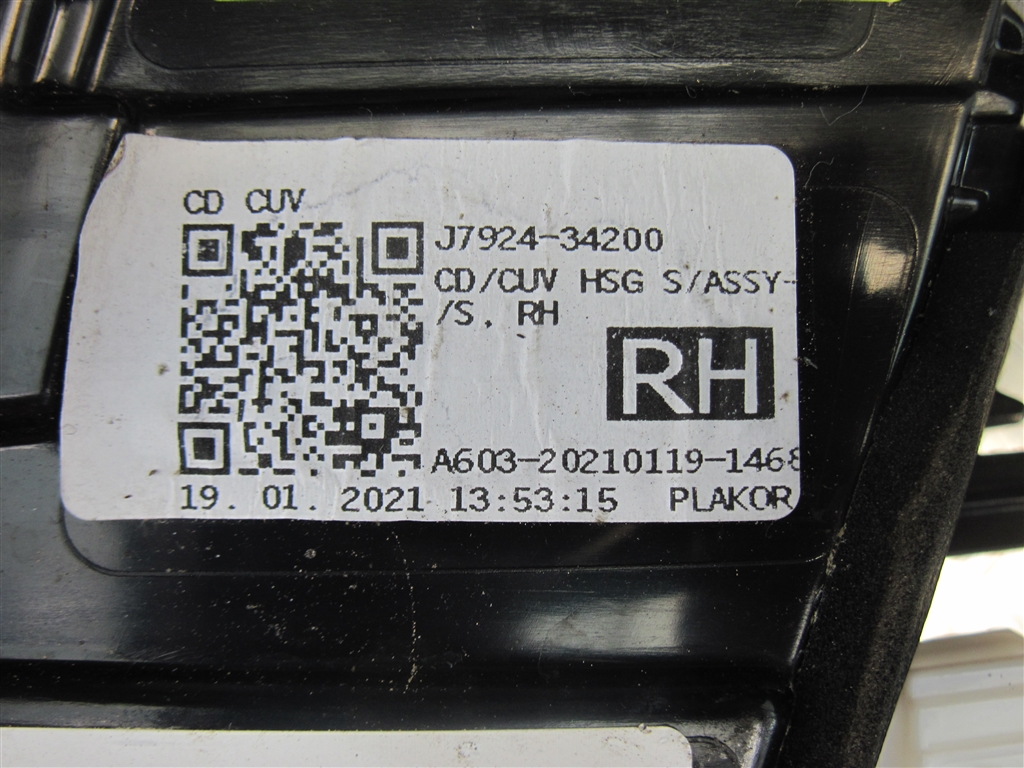 CD CUV
J7924-34200
CD/CUV HSG S/ASSY-
/S, RH
RH
A603-20210119-1468
19. 01. 2021 13:53:15 PLAKOR